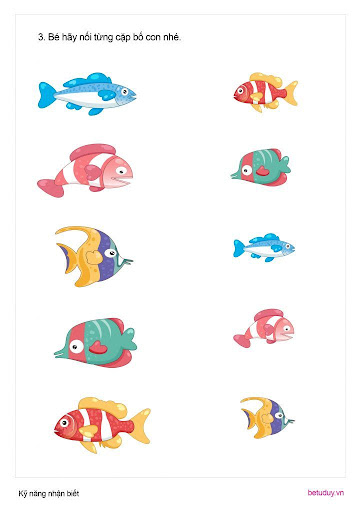 3. Bé hãy nối từng cặp bố con nhé.
Kỹ năng nhận biết
betuduy.vn